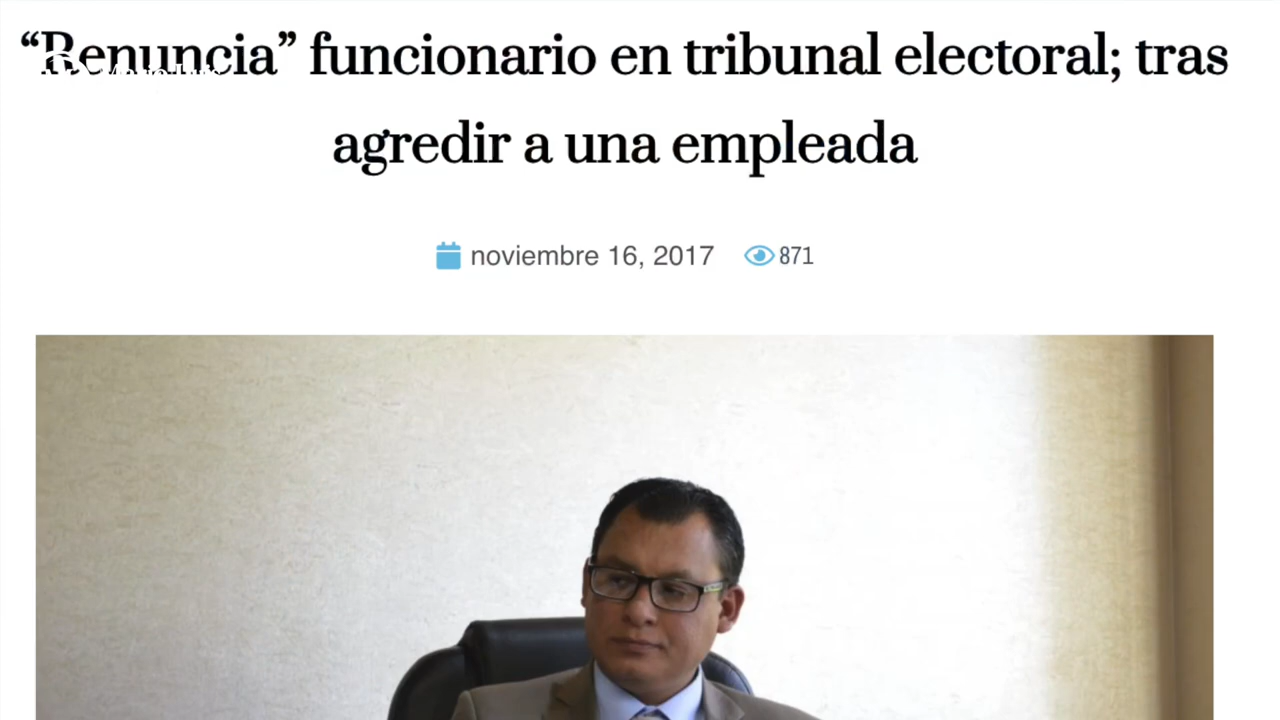 “Renuncia” funcionario en tribunal electoral; tras
agredir a una empleada
noviembre 16, 2017 871